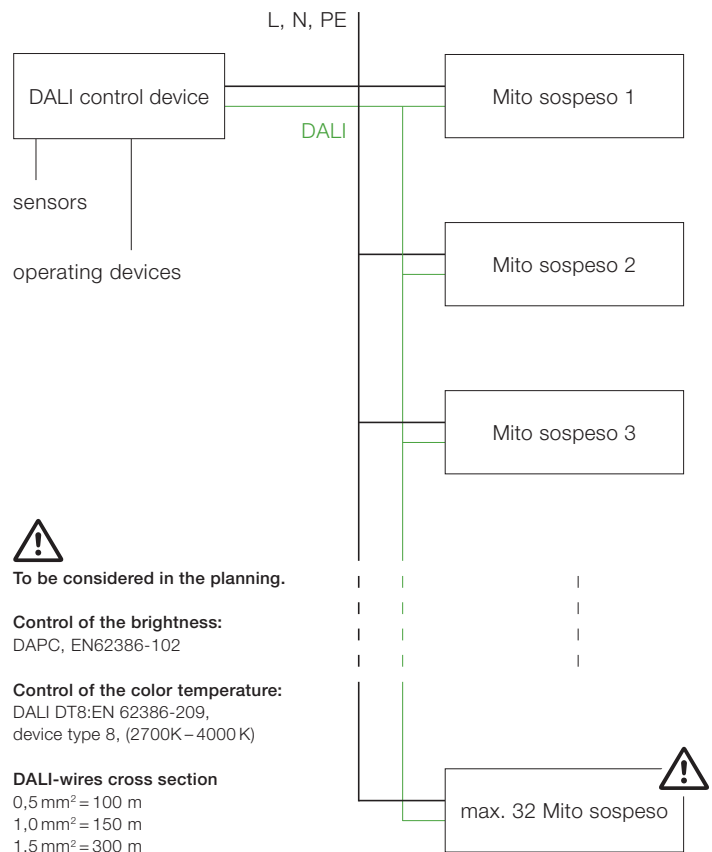 L, N, PE
DALI control device
Mito sospeso 1
DALI
sensors
operating devices
Mito sospeso 2
Mito sospeso 3
To be considered in the planning.
Control of the brightness:
DAPC, EN62386-102
Control of the color temperature:
DALI DT8:EN 62386-209,
device type 8, (2700K – 4000 K)
DALI-wires cross section
0,5 mm² = 100 m
1,0 mm² = 150 m
1,5 mm² = 300 m
max. 32 Mito sospeso